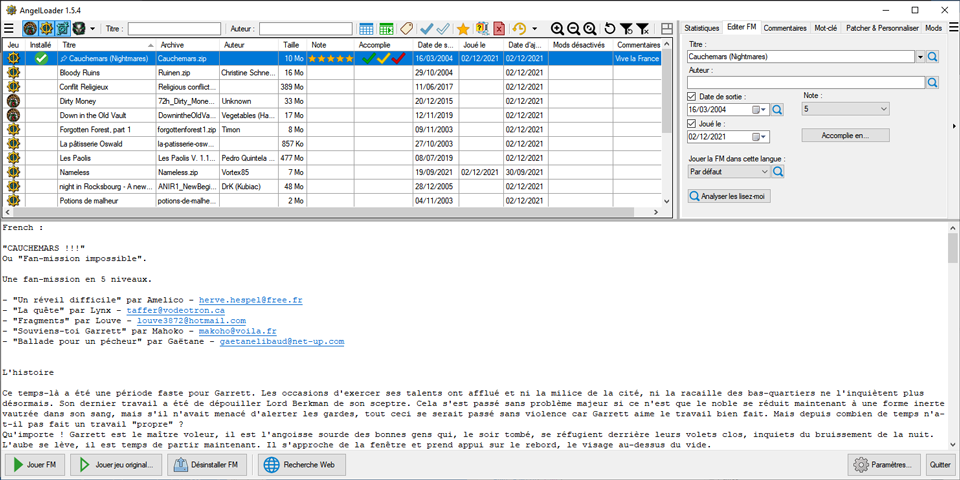 AngelLoader 1.5.4
Titre :
Auteur :
Jeu Installé Titre Archive Auteur Taille Note Accomplie Date de s... Joué le Date d'aj... Mods désactivés Commentaires
Cauchemars (Nightmares) Cauchemars.zip 10 Mo 16/03/2004 02/12/2021 02/12/2021 Vive la France
Bloody Ruins Ruinen.zip Christine Schne... 16 Mo 29/10/2004 02/12/2021
Conflit Religieux Religious conflict... 389 Mo 11/06/2017 02/12/2021
Dirty Money 72h_Dirty_Mone... Unknown 33 Mo 20/12/2015 02/12/2021
Down in the Old Vault DownintheOldVa... Vegetables (Ha... 17 Mo 12/11/2019 02/12/2021
Forgotten Forest, part 1 forgottenforest1.zip Timon 8 Mo 09/11/2003 02/12/2021
La pâtisserie Oswald la-patisserie-osw... 857 Ko 27/10/2003 02/12/2021
Les Paolis Les Paolis V. 1.1... Pedro Quintela ... 477 Mo 08/07/2019 02/12/2021
Nameless Nameless.zip Vortex85 7 Mo 19/09/2021 02/12/2021 30/09/2021
night in Rocksbourg - A new... ANIR1_NewBegi... DrK (Kubiac) 48 Mo 28/12/2005 02/12/2021
Potions de malheur potions-de-malhe... 2 Mo 04/11/2003 02/12/2021
Statistiques Editer FM Commentaires Mot-clé Patcher & Personnaliser Mods
Titre :
Cauchemars (Nightmares)
Auteur :
Date de sortie : Note :
16/03/2004 5
Joué le :
02/12/2021 Accomplie en...
Jouer la FM dans cette langue :
Par défaut
Analyser les lisez-moi
French :
"CAUCHEMARS !!!"
Ou "Fan-mission impossible".
Une fan-mission en 5 niveaux.
- "Un réveil difficile" par Amelico - herve.hespel@free.fr
- "La quête" par Lynx - taffer@vodeotron.ca
- "Fragments" par Louve - louve3872@hotmail.com
- "Souviens-toi Garrett" par Mahoko - makoho@voila.fr
- "Ballade pour un pécheur" par Gaëtane - gaetanelibaud@net-up.com
L'histoire
Ce temps-là a été une période faste pour Garrett. Les occasions d'exercer ses talents ont afflué et ni la milice de la cité, ni la racaille des bas-quartiers ne l'inquiétent plus
désormais. Son dernier travail a été de dépouiller Lord Berkman de son sceptre. Cela s'est passé sans problème majeur si ce n'est que le noble se réduit maintenant à une forme inerte
vautrée dans son sang, mais s'il n'avait menacé d'alerter les gardes, tout ceci se serait passé sans violence car Garrett aime le travail bien fait. Mais depuis combien de temps n'a-
t-il pas fait un travail "propre" ?
Qu'importe ! Garrett est le maître voleur, il est l'angoisse sourde des bonnes gens qui, le soir tombé, se réfugient derrière leurs volets clos, inquiets du bruissement de la nuit.
L'aube se lève, il est temps de partir maintenant. Il s'approche de la fenêtre et prend appui sur le rebord, le visage au-dessus du vide.
Jouer FM Jouer jeu original... Désinstaller FM Recherche Web Paramètres... Quitter